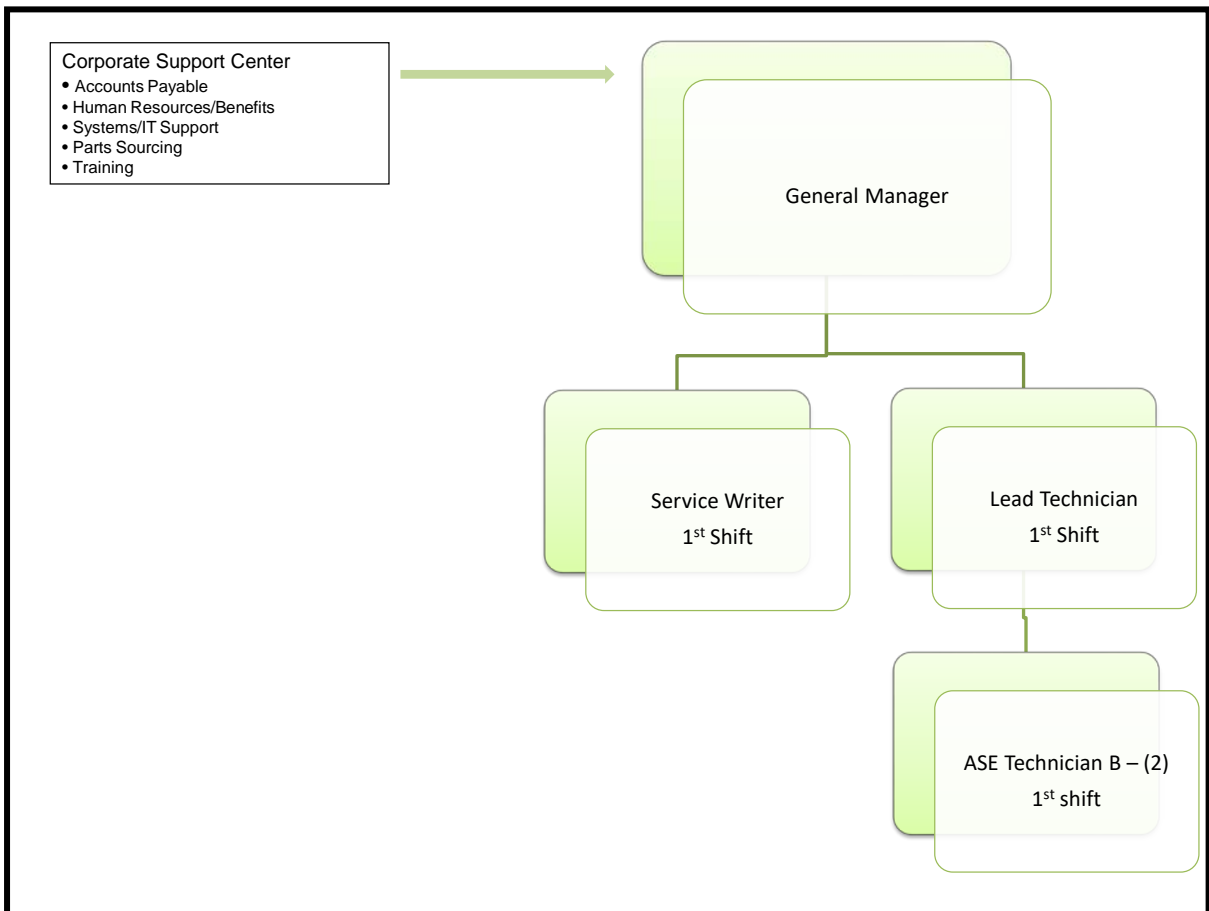 Corporate Support Center
• Accounts Payable
• Human Resources/Benefits
• Systems/IT Support
• Parts Sourcing
• Training
General Manager
Service Writer
1st Shift
Lead Technician
1st Shift
ASE Technician B – (2)
1st shift